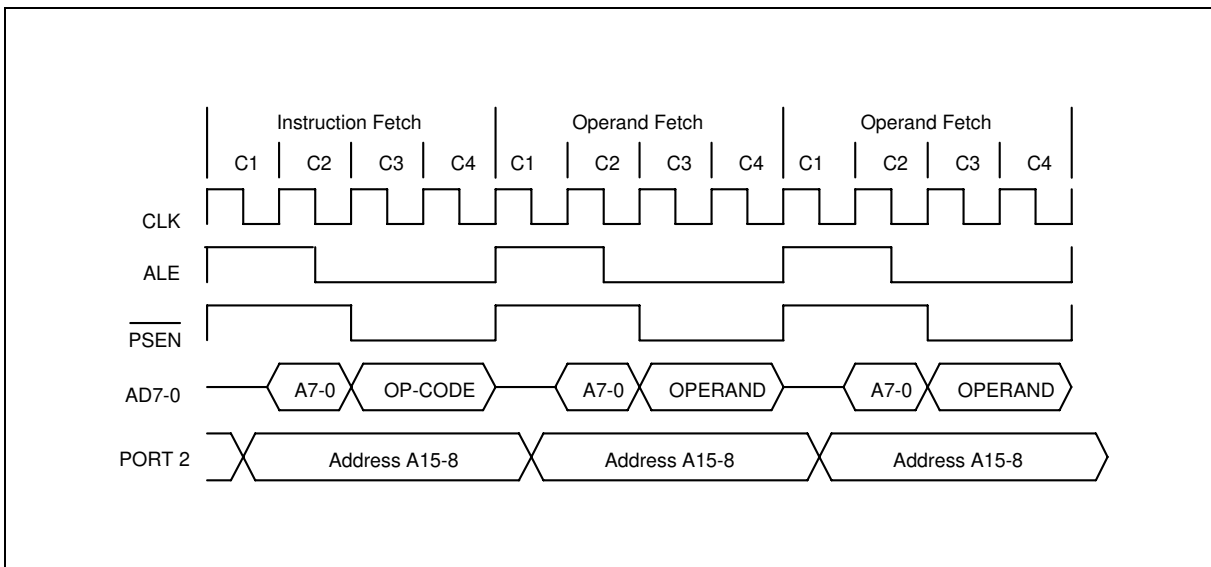 Instruction Fetch Operand Fetch Operand Fetch
C1 C2 C3 C4 C1 C2 C3 C4 C1 C2 C3 C4
CLK
ALE
PSEN
AD7-0 A7-0 OP-CODE A7-0 OPERAND A7-0 OPERAND
PORT 2 Address A15-8 Address A15-8 Address A15-8